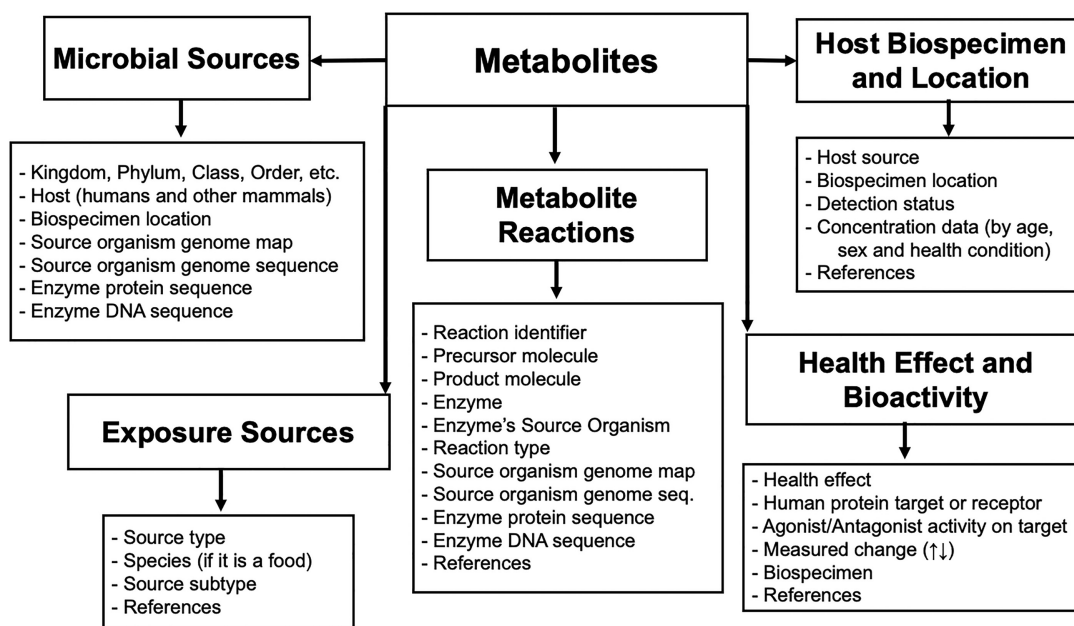 Metabolites
Microbial Sources
- Kingdom, Phylum, Class, Order, etc.
- Host (humans and other mammals)
- Biospecimen location
- Source organism genome map
- Source organism genome sequence
- Enzyme protein sequence
- Enzyme DNA sequence
Exposure Sources
- Source type
- Species (if it is a food)
- Source subtype
- References
Metabolite
Reactions
- Reaction identifier
- Precursor molecule
- Product molecule
- Enzyme
- Enzyme’s Source Organism
- Reaction type
- Source organism genome map
- Source organism genome seq.
- Enzyme protein sequence
- Enzyme DNA sequence
- References
Host Biospecimen
and Location
- Host source
- Biospecimen location
- Detection status
- Concentration data (by age,
sex and health condition)
- References
Health Effect and
Bioactivity
- Health effect
- Human protein target or receptor
- Agonist/Antagonist activity on target
- Measured change (↑↓)
- Biospecimen
- References